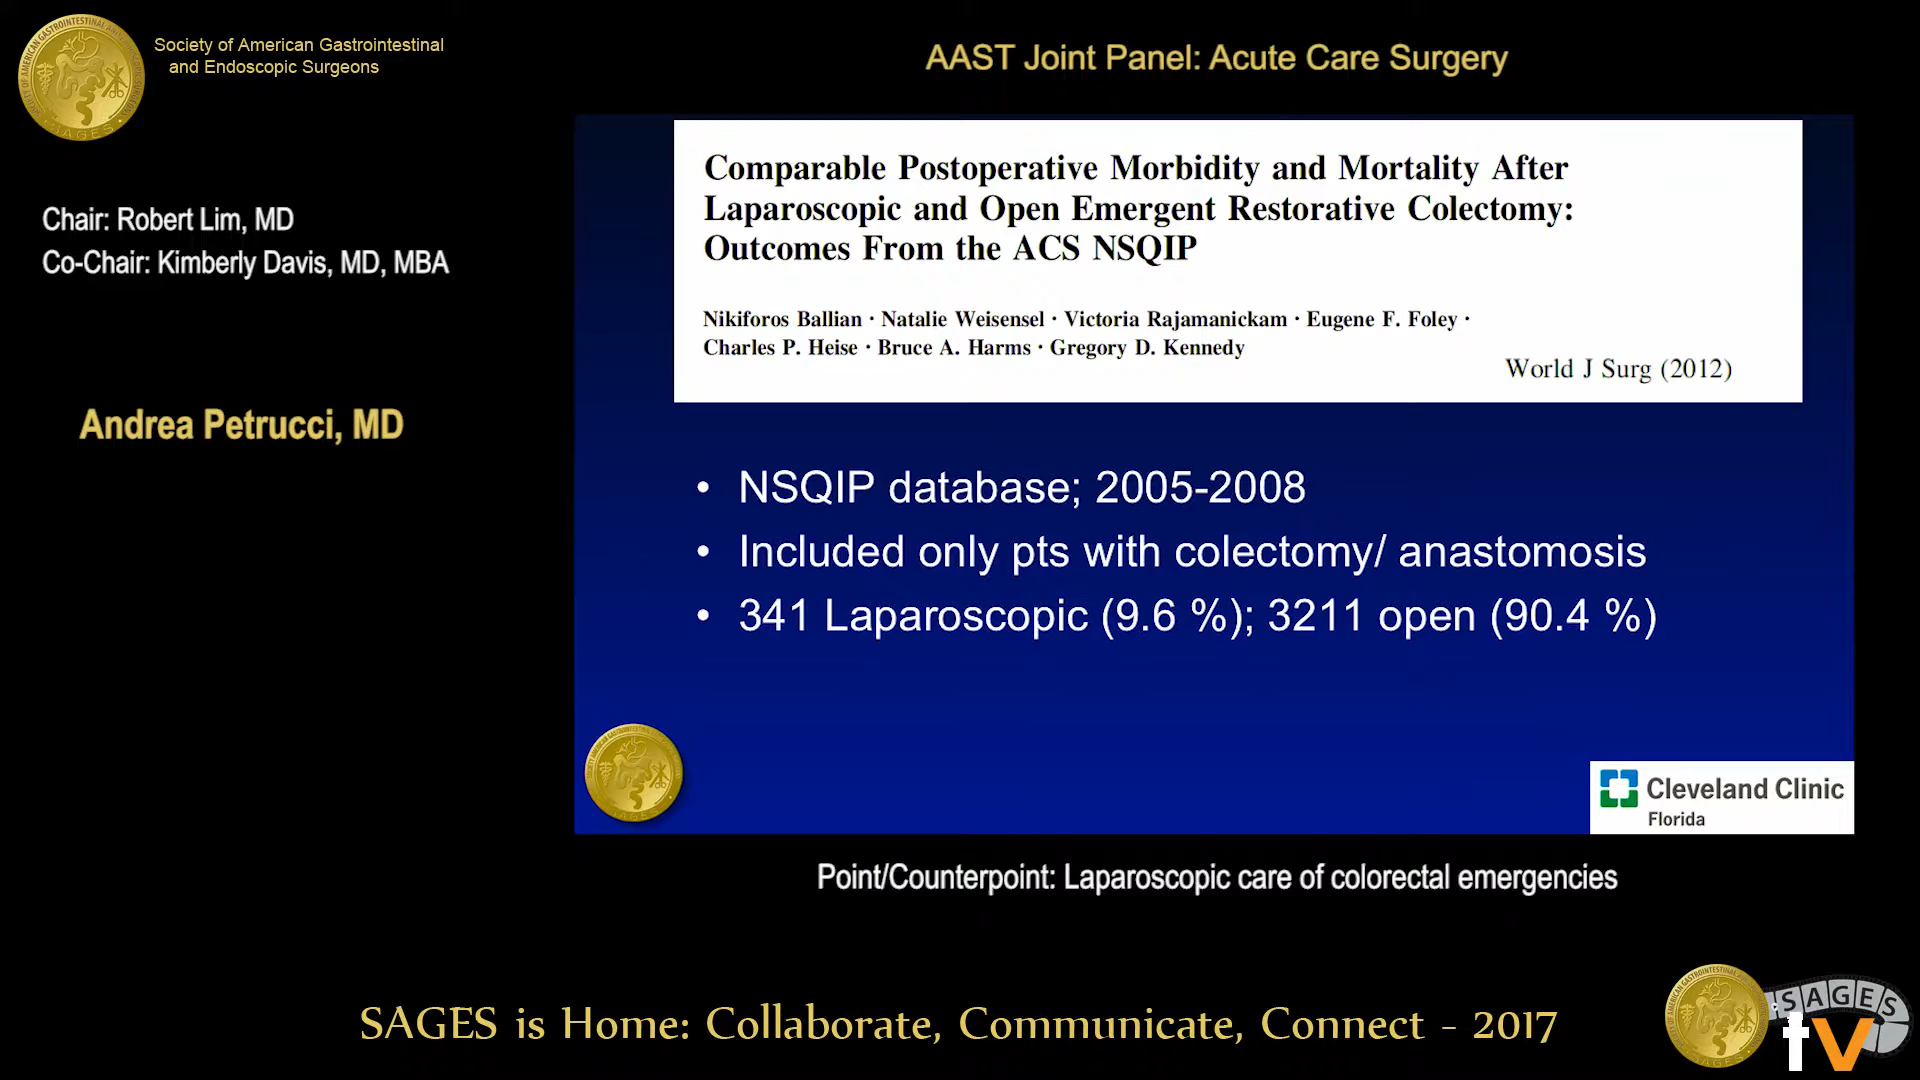 Society of American Gastrointestinal
and Endoscopic Surgeons
AAST Joint Panel: Acute Care Surgery
Chair: Robert Lim, MD
Co-Chair: Kimberly Davis, MD, MBA
Andrea Petrucci, MD
Comparable Postoperative Morbidity and Mortality After
Laparoscopic and Open Emergent Restorative Colectomy:
Outcomes From the ACS NSQIP
Nikiforos Ballian · Natalie Weisensel · Victoria Rajamanickam · Eugene F. Foley ·
Charles P. Heise · Bruce A. Harms · Gregory D. Kennedy
World J Surg (2012)
• NSQIP database; 2005-2008
• Included only pts with colectomy/ anastomosis
• 341 Laparoscopic (9.6 %); 3211 open (90.4 %)
Cleveland Clinic
Florida
Point/Counterpoint: Laparoscopic care of colorectal emergencies
SAGES is Home: Collaborate, Communicate, Connect - 2017
SAGES
tv